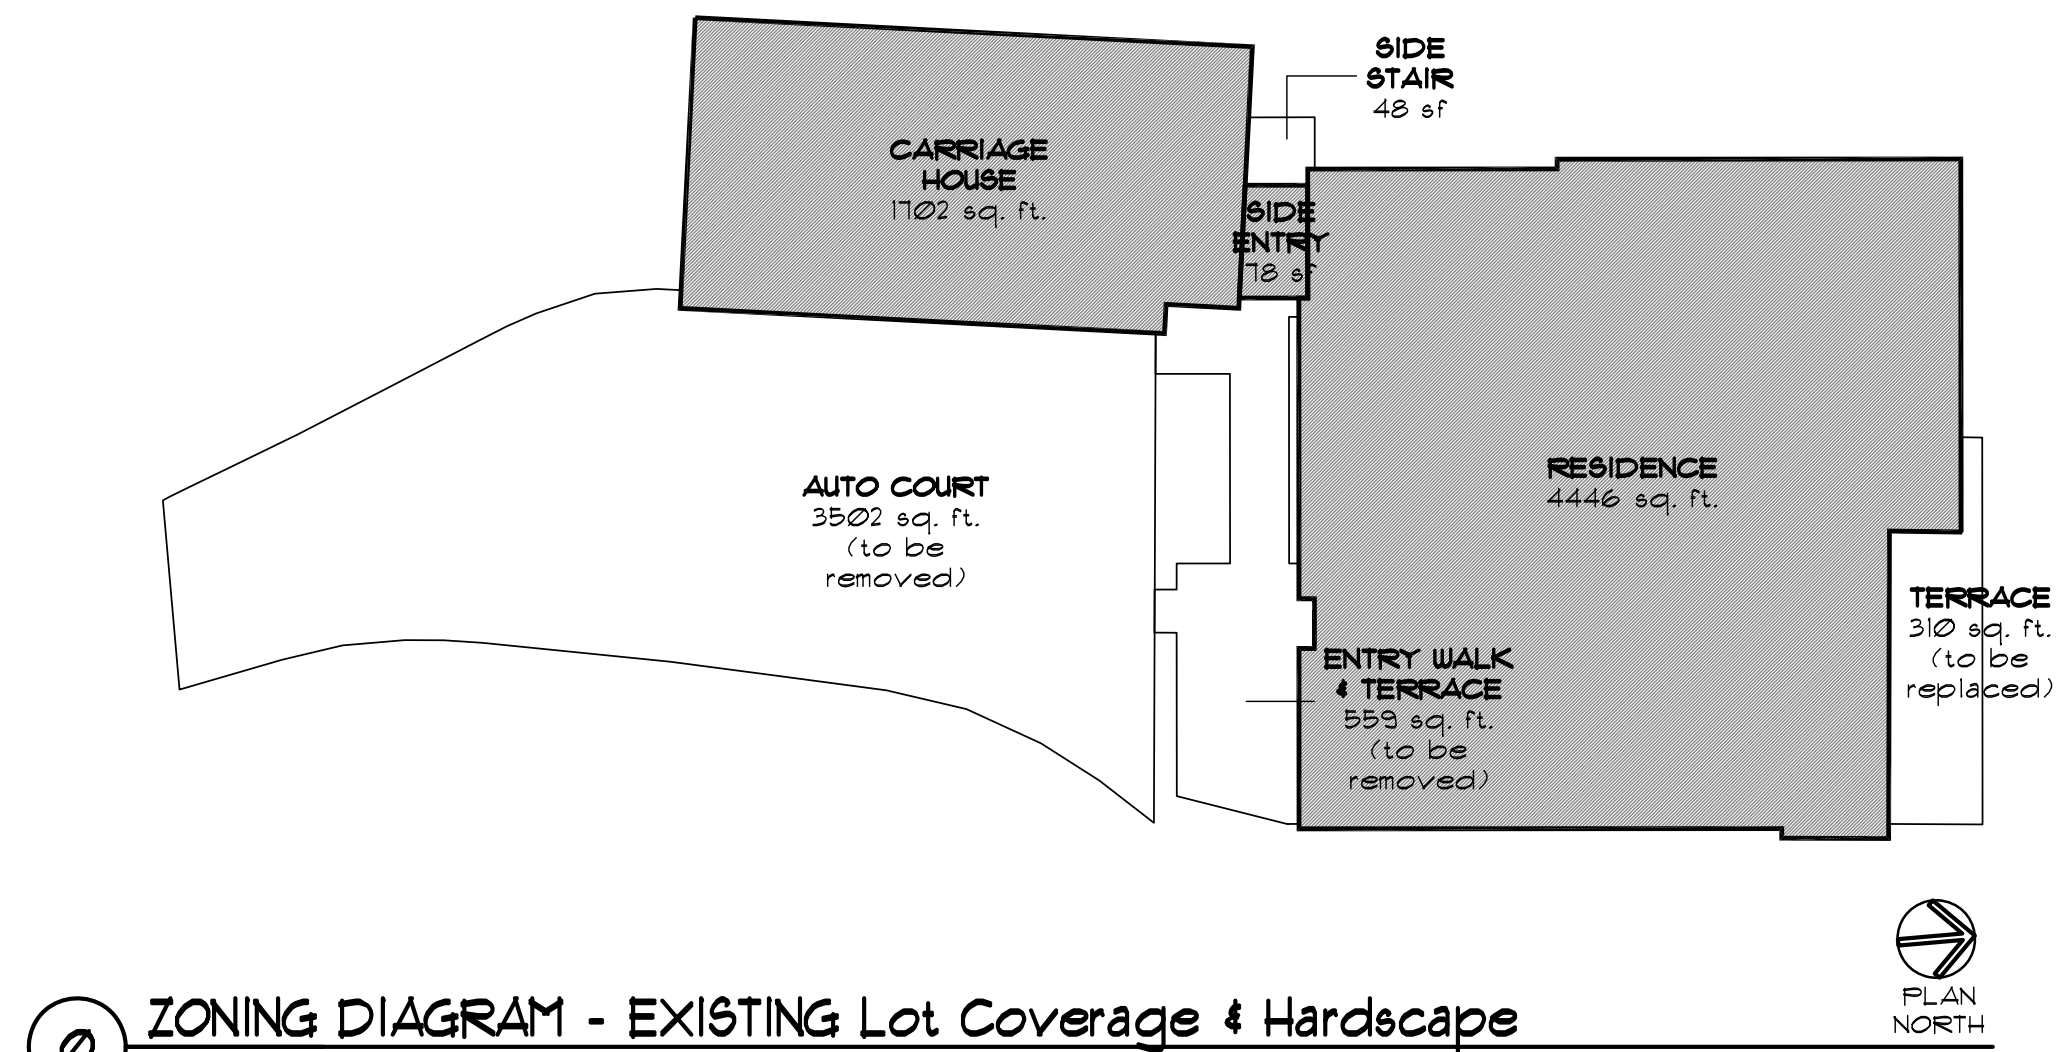 SIDE
STAIR
48 sf
CARRIAGE
HOUSE
1702 sq. ft.
SIDE
ENTRY
78 sf
RESIDENCE
4446 sq. ft.
AUTO COURT
3502 sq. ft.
(to be
removed)
TERRACE
310 sq. ft.
(to be
replaced)
ENTRY WALK
& TERRACE
559 sq. ft.
(to be
removed)
PLAN
NORTH
ZONING DIAGRAM - EXISTING Lot Coverage & Hardscape